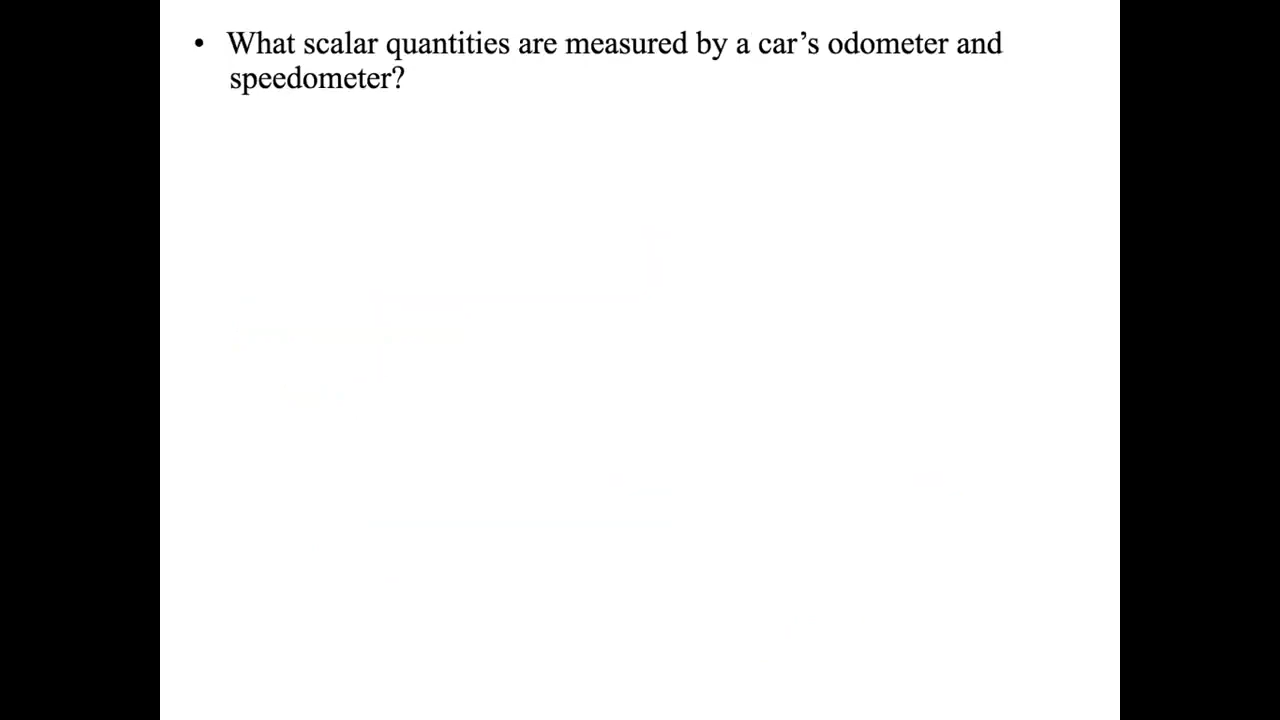 • What scalar quantities are measured by a car’s odometer and
speedometer?